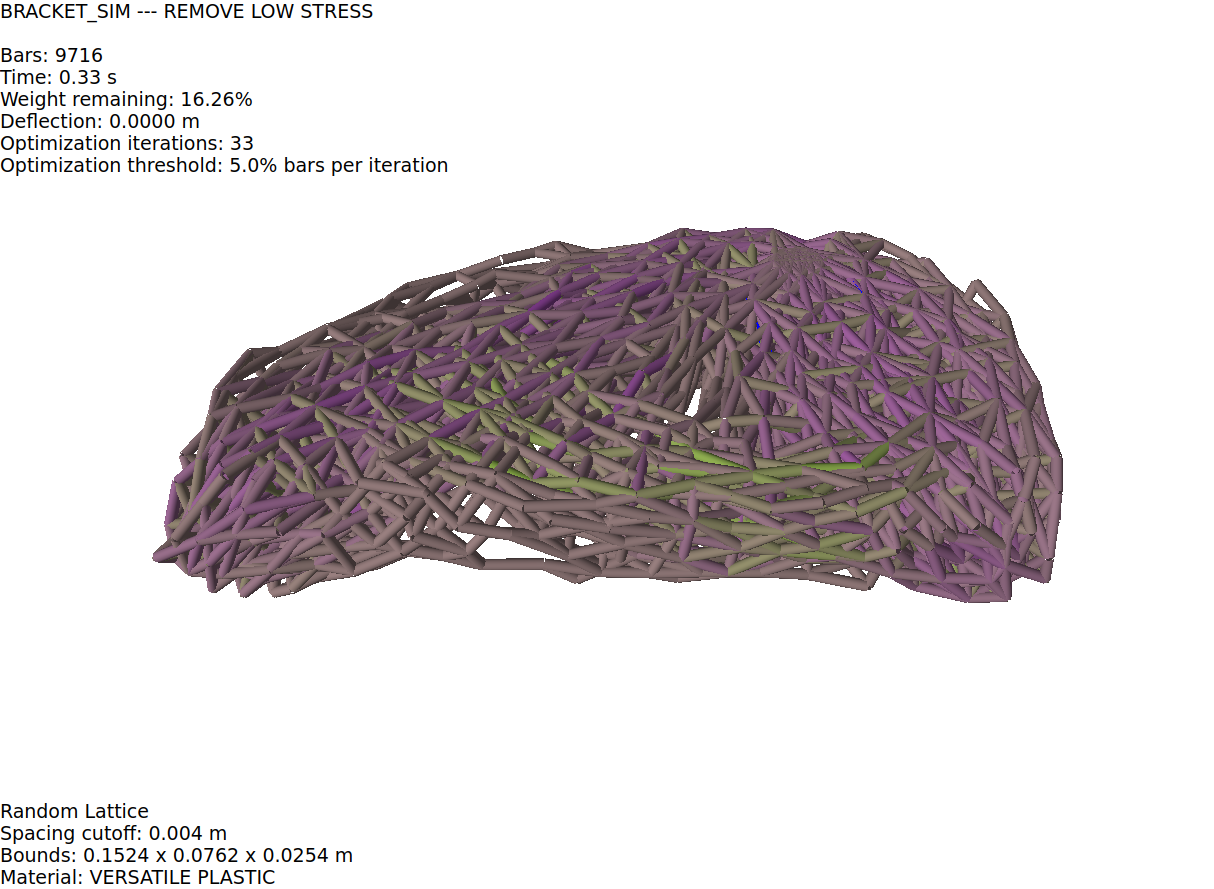 BRACKET_SIM --- REMOVE LOW STRESS
Bars: 9716
Time: 0.33 s
Weight remaining: 16.26%
Deflection: 0.0000 m
Optimization iterations: 33
Optimization threshold: 5.0% bars per iteration
Random Lattice
Spacing cutoff: 0.004 m
Bounds: 0.1524 x 0.0762 x 0.0254 m
Material: VERSATILE PLASTIC